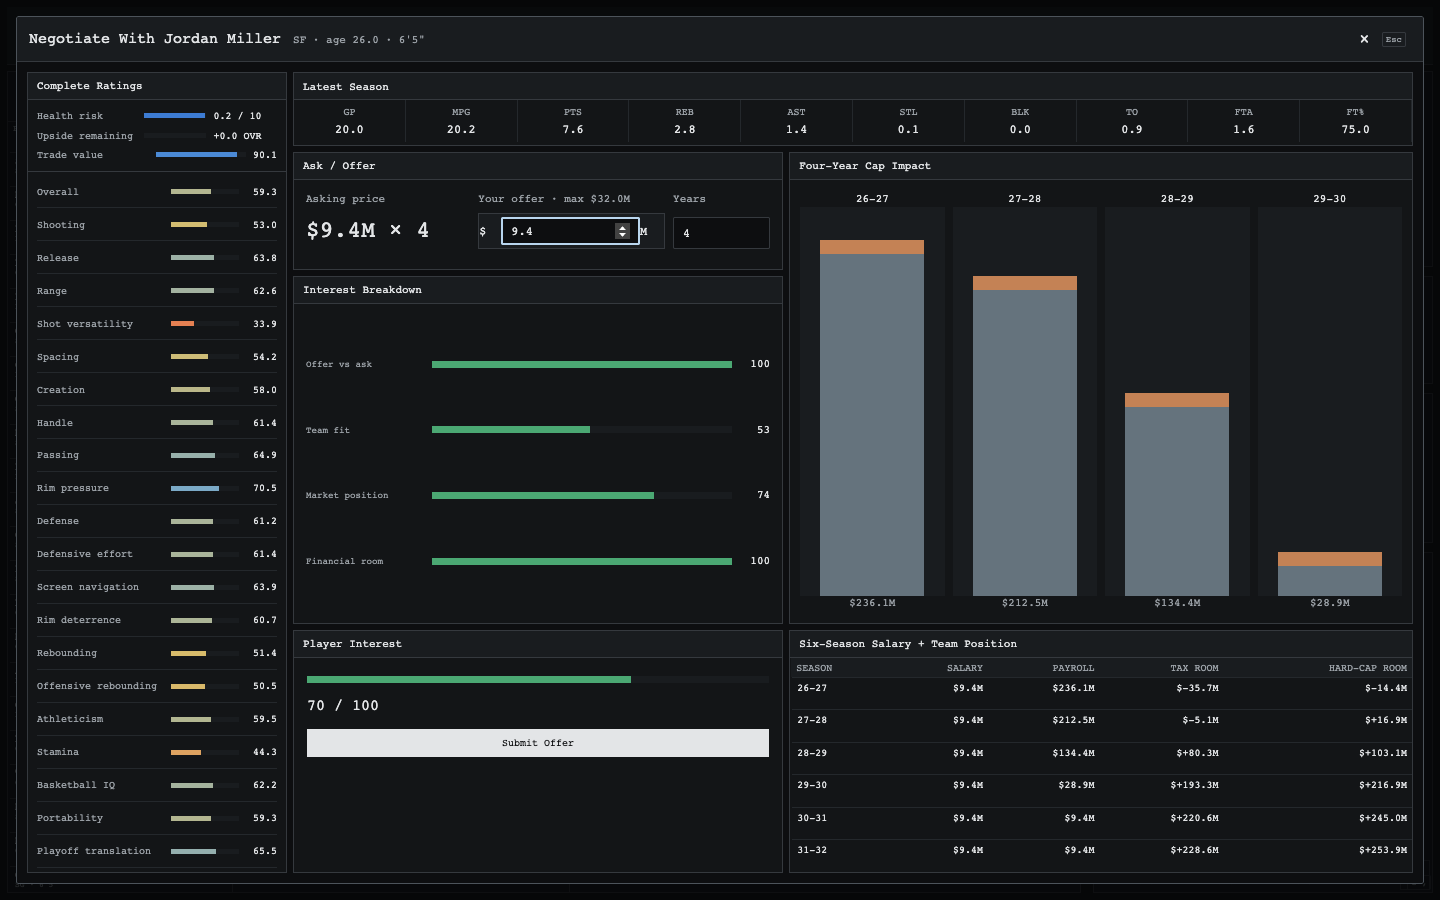 Negotiate With Jordan Miller SF · age 26.0 · 6'5"
× Esc
Complete Ratings
Health risk 0.2 / 10
Upside remaining +0.0 OVR
Trade value 90.1
Overall 59.3
Shooting 53.0
Release 63.8
Range 62.6
Shot versatility 33.9
Spacing 54.2
Creation 58.0
Handle 61.4
Passing 64.9
Rim pressure 70.5
Defense 61.2
Defensive effort 61.4
Screen navigation 63.9
Rim deterrence 60.7
Rebounding 51.4
Offensive rebounding 50.5
Athleticism 59.5
Stamina 44.3
Basketball IQ 62.2
Portability 59.3
Playoff translation 65.5
Latest Season
GP MPG PTS REB AST STL BLK TO FTA FT%
20.0 20.2 7.6 2.8 1.4 0.1 0.0 0.9 1.6 75.0
Ask / Offer
Asking price Your offer · max $32.0M Years
$9.4M × 4 $ 9.4 M 4
Interest Breakdown
Offer vs ask 100
Team fit 53
Market position 74
Financial room 100
Player Interest
70 / 100
Submit Offer
Four-Year Cap Impact
26-27 27-28 28-29 29-30
$236.1M $212.5M $134.4M $28.9M
Six-Season Salary + Team Position
SEASON SALARY PAYROLL TAX ROOM HARD-CAP ROOM
26-27 $9.4M $236.1M $-35.7M $-14.4M
27-28 $9.4M $212.5M $-5.1M $+16.9M
28-29 $9.4M $134.4M $+80.3M $+103.1M
29-30 $9.4M $28.9M $+193.3M $+216.9M
30-31 $9.4M $9.4M $+220.6M $+245.0M
31-32 $9.4M $9.4M $+228.6M $+253.9M